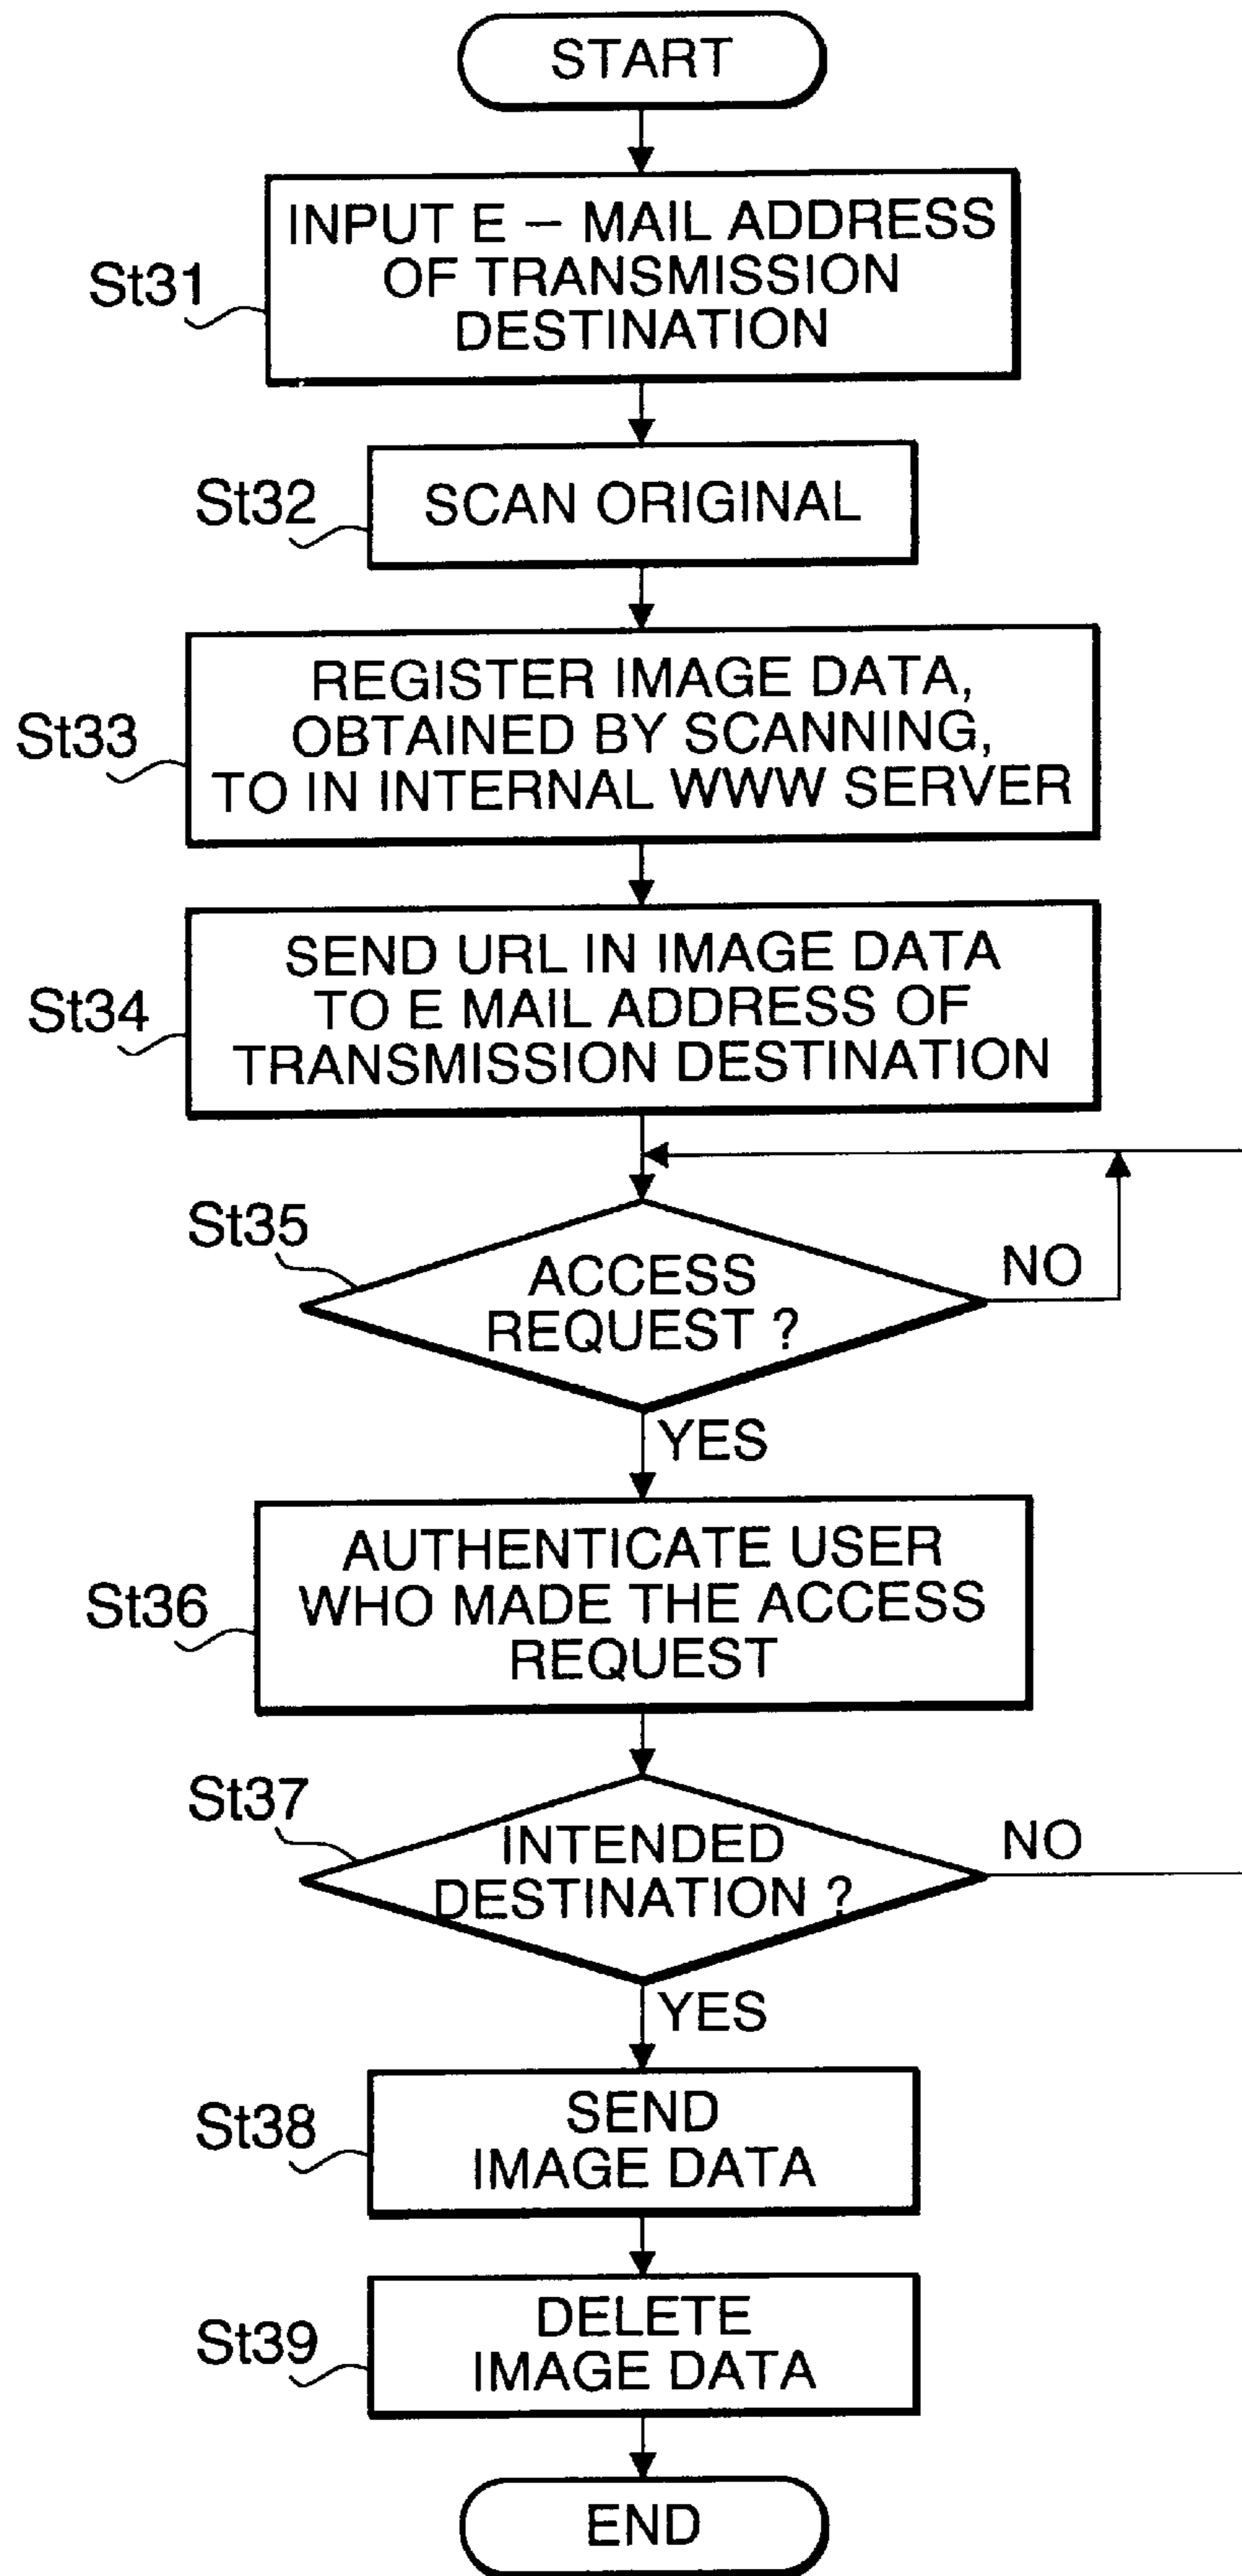 START
St31
INPUT E – MAIL ADDRESS
OF TRANSMISSION
DESTINATION
St32
SCAN ORIGINAL
St33
REGISTER IMAGE DATA,
OBTAINED BY SCANNING,
TO IN INTERNAL WWW SERVER
St34
SEND URL IN IMAGE DATA
TO E MAIL ADDRESS OF
TRANSMISSION DESTINATION
St35
ACCESS
REQUEST ?
NO
YES
St36
AUTHENTICATE USER
WHO MADE THE ACCESS
REQUEST
St37
INTENDED
DESTINATION ?
NO
YES
St38
SEND
IMAGE DATA
St39
DELETE
IMAGE DATA
END